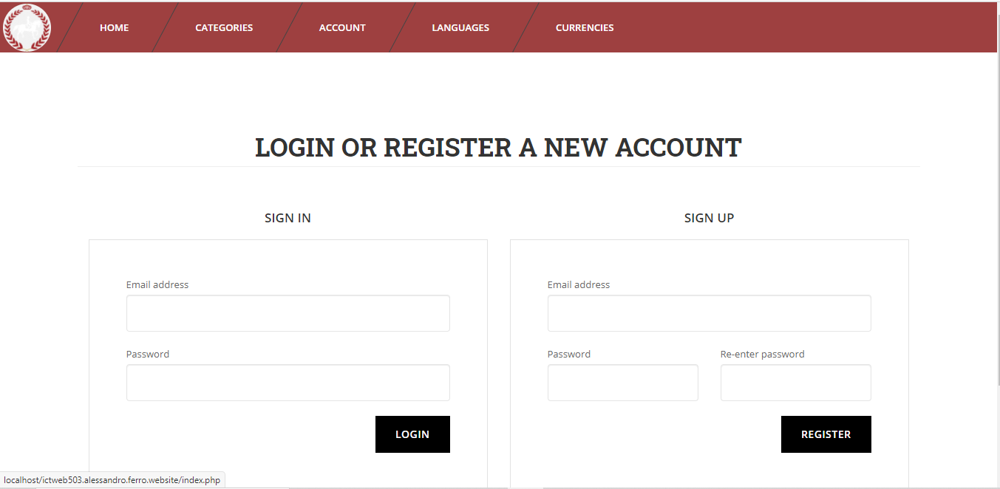 HOME CATEGORIES ACCOUNT LANGUAGES CURRENCIES
LOGIN OR REGISTER A NEW ACCOUNT
SIGN IN
Email address
Password
LOGIN
SIGN UP
Email address
Password Re-enter password
REGISTER
localhost/ictweb503.alessandro.ferro.website/index.php